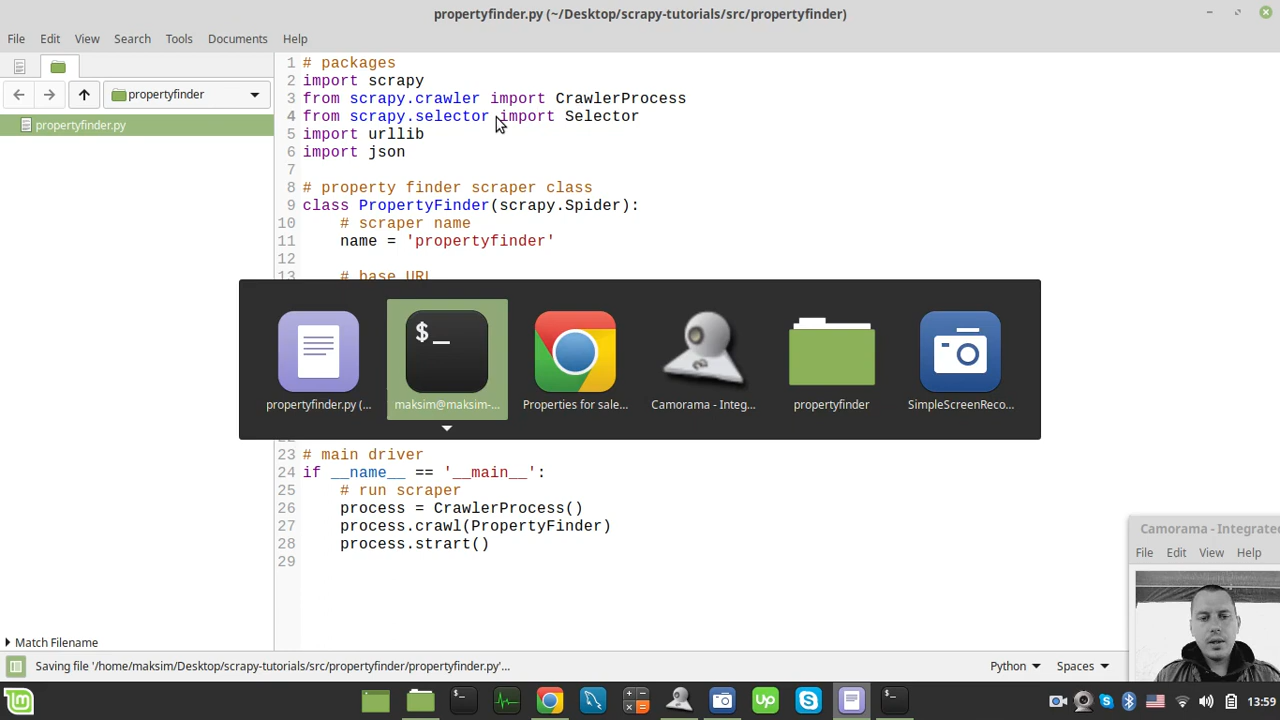 propertyfinder.py (~/Desktop/scrapy-tutorials/src/propertyfinder)
File Edit View Search Tools Documents Help
propertyfinder
propertyfinder.py
1 # packages
2 import scrapy
3 from scrapy.crawler import CrawlerProcess
4 from scrapy.selector import Selector
5 import urllib
6 import json
7
8 # property finder scraper class
9 class PropertyFinder(scrapy.Spider):
10 # scraper name
11 name = 'propertyfinder'
12
13 # base URL
$_
propertyfinder.py (... maksim@maksim-... Properties for sale... Camorama - Integ... propertyfinder SimpleScreenReco...
23 # main driver
24 if __name__ == '__main__':
25 # run scraper
26 process = CrawlerProcess()
27 process.crawl(PropertyFinder)
28 process.strart()
29
Camorama - Integrated
File Edit View Help
Match Filename
Saving file '/home/maksim/Desktop/scrapy-tutorials/src/propertyfinder/propertyfinder.py'...
Python Spaces
up
13:59